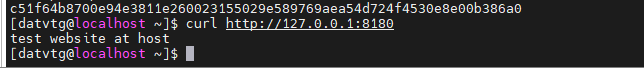 c51f64b8700e94e3811e260023155029e589769aea54d724f4530e8e00b386a0
[datvtg@localhost ~]$ curl http://127.0.0.1:8180
test website at host
[datvtg@localhost ~]$